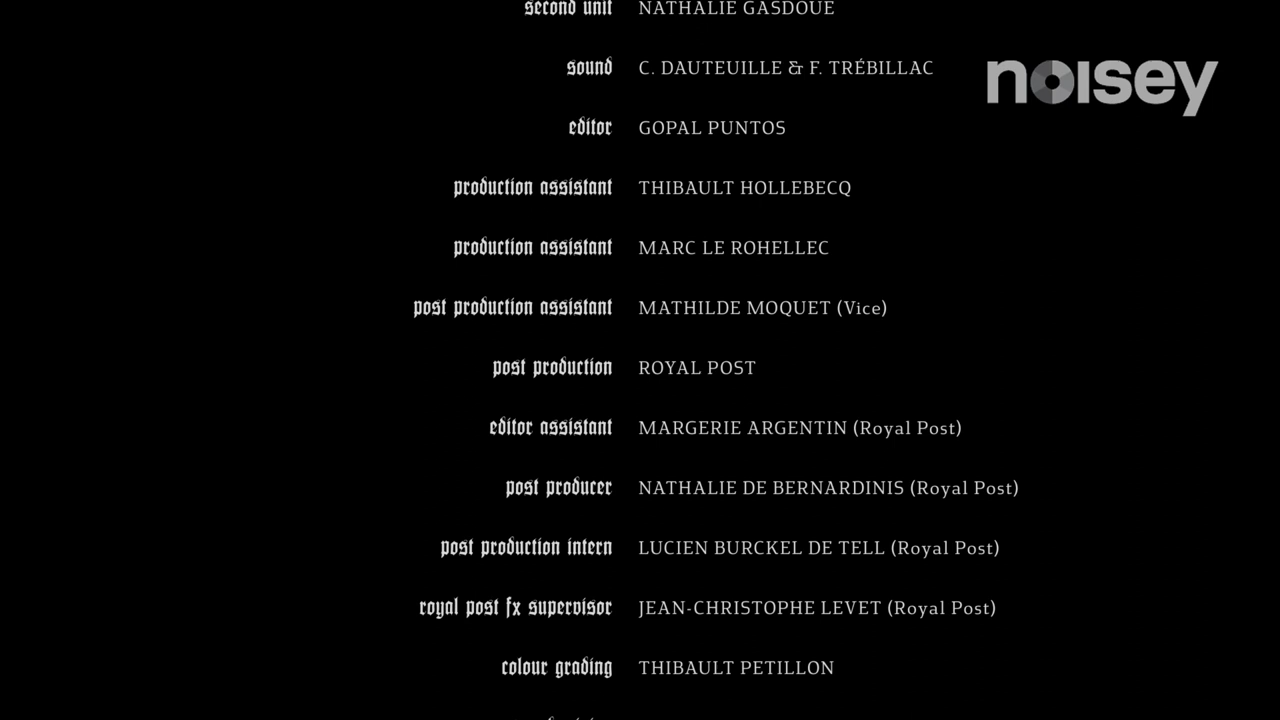 second unit NATHALIE GASDOUE
sound C. DAUTEUILLE & F. TRÉBILLAC
noisey
editor GOPAL PUNTOS
production assistant THIBAULT HOLLEBECQ
production assistant MARC LE ROHELLEC
post production assistant MATHILDE MOQUET (Vice)
post production ROYAL POST
editor assistant MARGERIE ARGENTIN (Royal Post)
post producer NATHALIE DE BERNARDINIS (Royal Post)
post production intern LUCIEN BURCKEL DE TELL (Royal Post)
royal post fx supervisor JEAN-CHRISTOPHE LEVET (Royal Post)
colour grading THIBAULT PETILLON